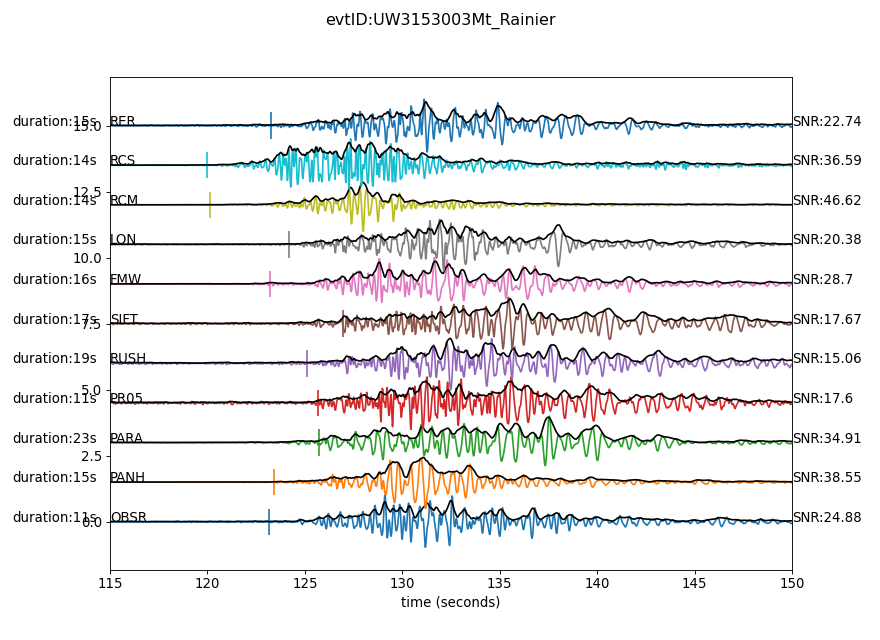 evtID:UW3153003Mt_Rainier
duration:15s RER SNR:22.74
15.0
duration:14s RCS SNR:36.59
12.5
duration:14s RCM SNR:46.62
duration:15s LON SNR:20.38
10.0
duration:16s FMW SNR:28.7
duration:17s SIFT SNR:17.67
7.5
duration:19s RUSH SNR:15.06
5.0
duration:11s PR05 SNR:17.6
duration:23s PARA SNR:34.91
2.5
duration:15s PANH SNR:38.55
duration:11s OBSR SNR:24.88
0.0
115 120 125 130 135 140 145 150
time (seconds)